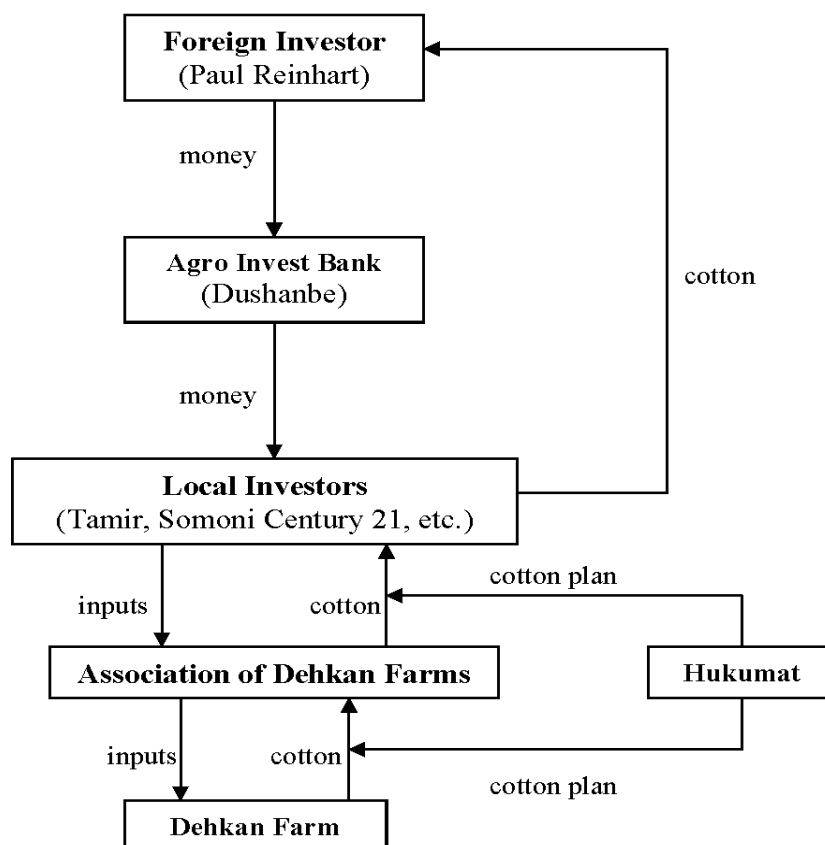 Foreign Investor
(Paul Reinhart)
money
Agro Invest Bank
(Dushanbe)
cotton
money
Local Investors
(Tamir, Somoni Century 21, etc.)
cotton plan
inputs
cotton
Association of Dehkan Farms
Hukumat
inputs
cotton
cotton plan
Dehkan Farm